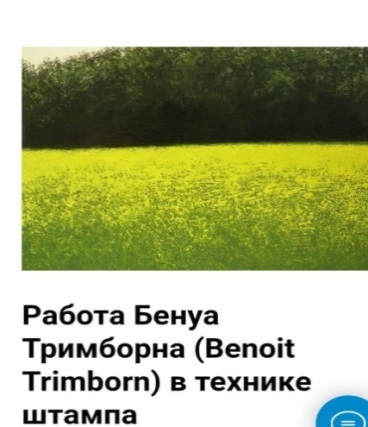 Работа Бенуа
Тримборна (Benoit
Trimborn) в технике
штампа